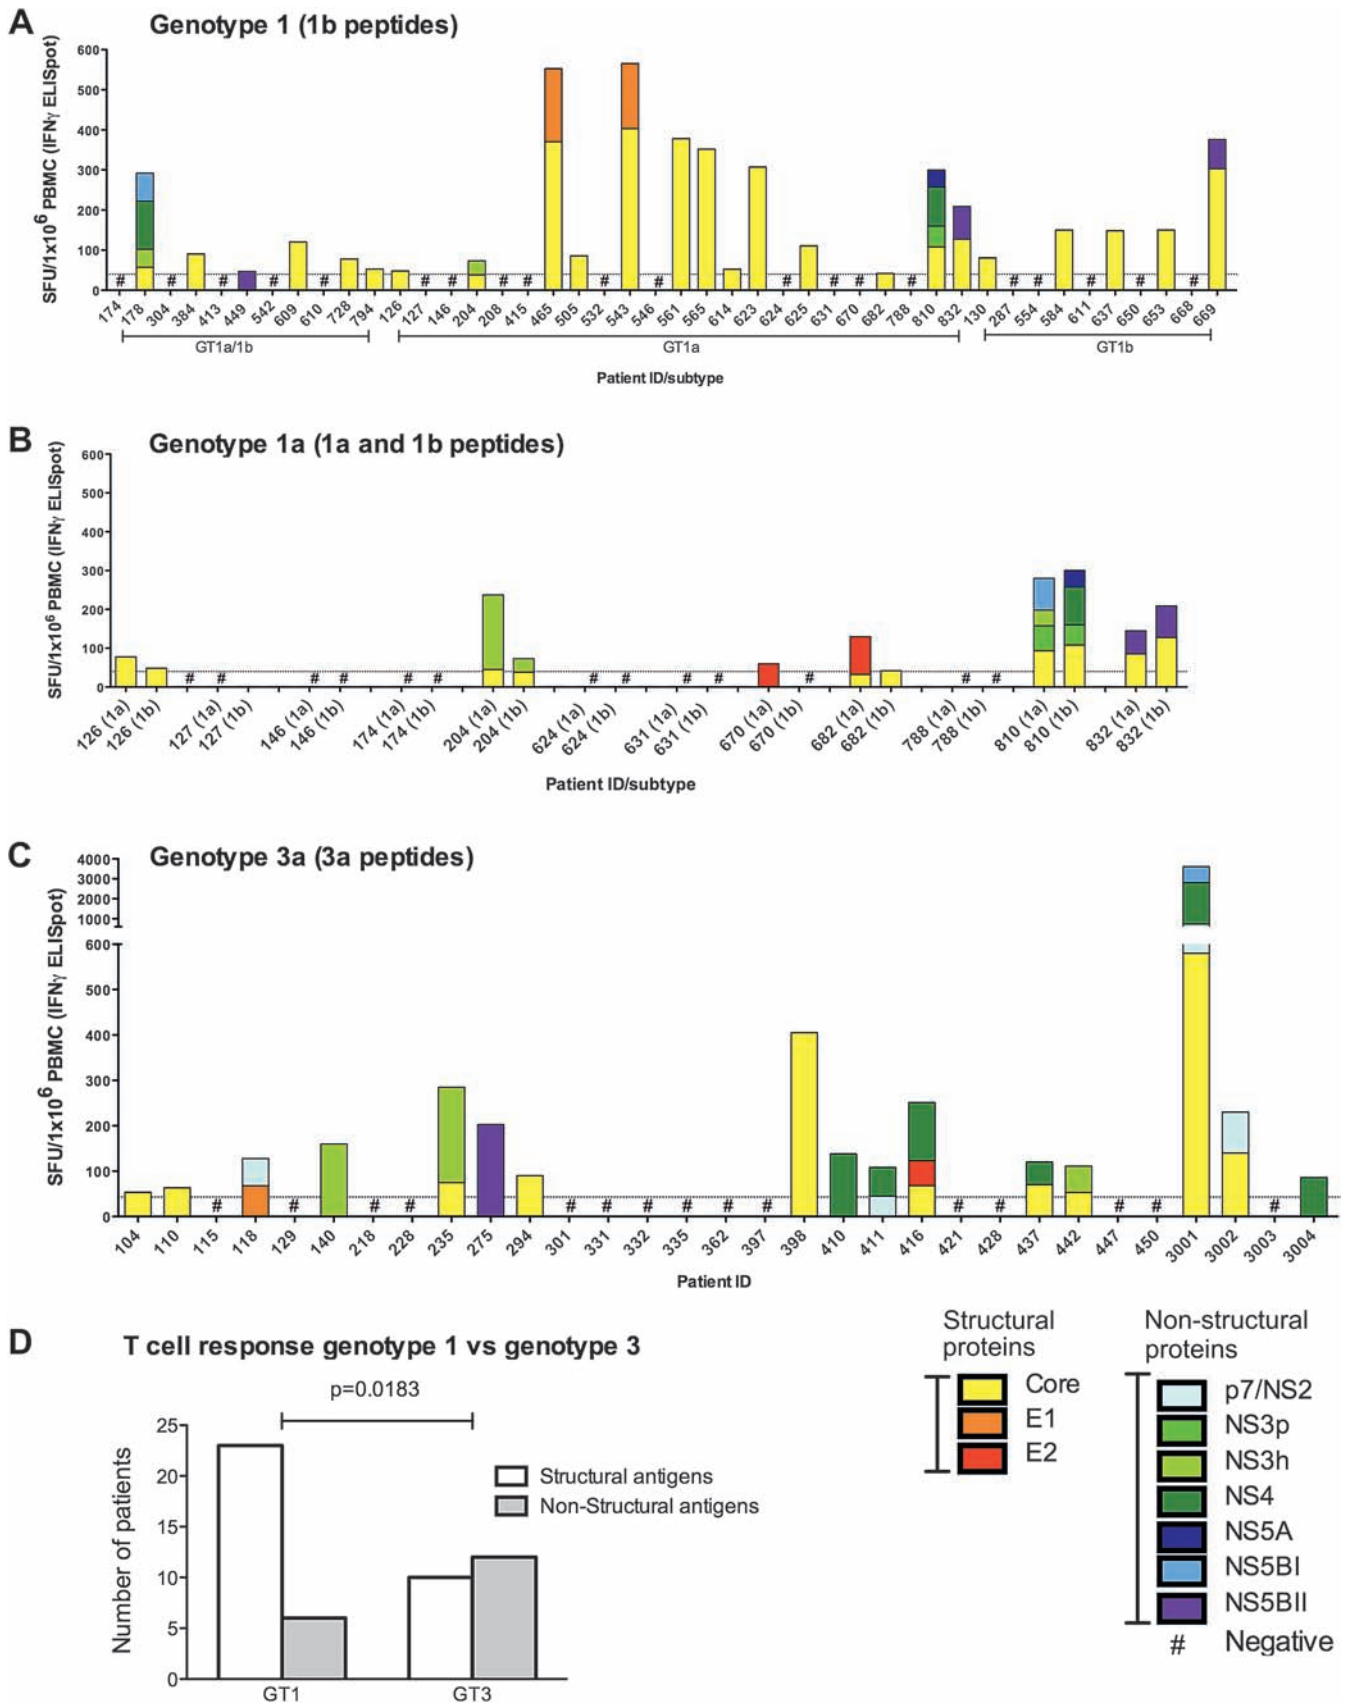 A Genotype 1 (1b peptides)
SFU/1x10⁶ PBMC (IFNγ ELISpot)
600
500
400
300
200
100
0
# # # # # # # # # # # # # # # # # # # #
174 178 304 384 413 449 542 609 610 728 794 126 127 146 204 208 415 465 505 532 543 546 561 565 614 623 624 625 631 670 682 788 810 832 130 287 554 584 611 637 650 653 668 669
GT1a/1b GT1a GT1b
Patient ID/subtype
B Genotype 1a (1a and 1b peptides)
SFU/1x10⁶ PBMC (IFNγ ELISpot)
600
500
400
300
200
100
0
# # # # # # # # # # # # #
126 (1a) 126 (1b) 127 (1a) 127 (1b) 146 (1a) 146 (1b) 174 (1a) 174 (1b) 204 (1a) 204 (1b) 624 (1a) 624 (1b) 631 (1a) 631 (1b) 670 (1a) 670 (1b) 682 (1a) 682 (1b) 788 (1a) 788 (1b) 810 (1a) 810 (1b) 832 (1a) 832 (1b)
Patient ID/subtype
C Genotype 3a (3a peptides)
SFU/1x10⁶ PBMC (IFNγ ELISpot)
4000
3000
2000
1000
600
500
400
300
200
100
0
# # # # # # # # # # # # # # #
104 110 115 118 129 140 218 228 235 275 294 301 331 332 335 362 397 398 410 411 416 421 428 437 442 447 450 3001 3002 3003 3004
Patient ID
D T cell response genotype 1 vs genotype 3
p=0.0183
Number of patients
25
20
15
10
5
0
GT1 GT3
Structural antigens
Non-Structural antigens
Structural
proteins
Core
E1
E2
Non-structural
proteins
p7/NS2
NS3p
NS3h
NS4
NS5A
NS5BI
NS5BII
# Negative